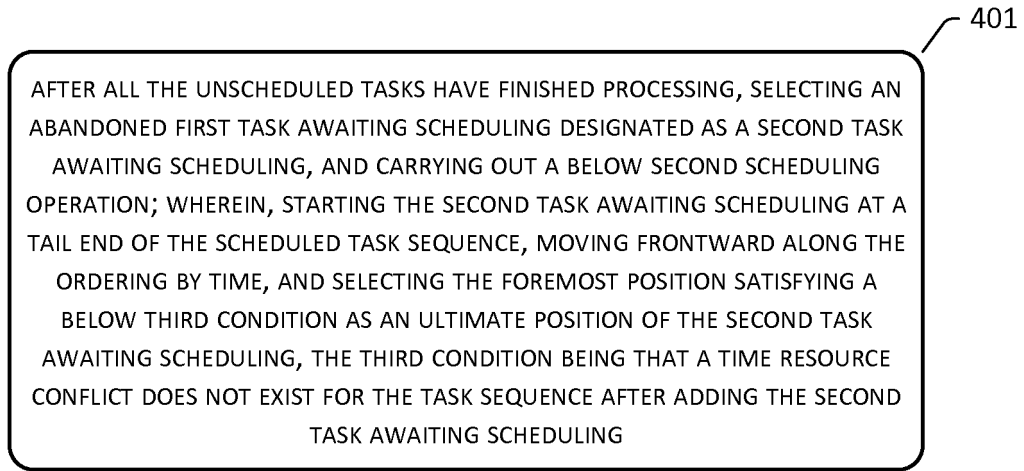 401
AFTER ALL THE UNSCHEDULED TASKS HAVE FINISHED PROCESSING, SELECTING AN
ABANDONED FIRST TASK AWAITING SCHEDULING DESIGNATED AS A SECOND TASK
AWAITING SCHEDULING, AND CARRYING OUT A BELOW SECOND SCHEDULING
OPERATION; WHEREIN, STARTING THE SECOND TASK AWAITING SCHEDULING AT A
TAIL END OF THE SCHEDULED TASK SEQUENCE, MOVING FRONTWARD ALONG THE
ORDERING BY TIME, AND SELECTING THE FOREMOST POSITION SATISFYING A
BELOW THIRD CONDITION AS AN ULTIMATE POSITION OF THE SECOND TASK
AWAITING SCHEDULING, THE THIRD CONDITION BEING THAT A TIME RESOURCE
CONFLICT DOES NOT EXIST FOR THE TASK SEQUENCE AFTER ADDING THE SECOND
TASK AWAITING SCHEDULING